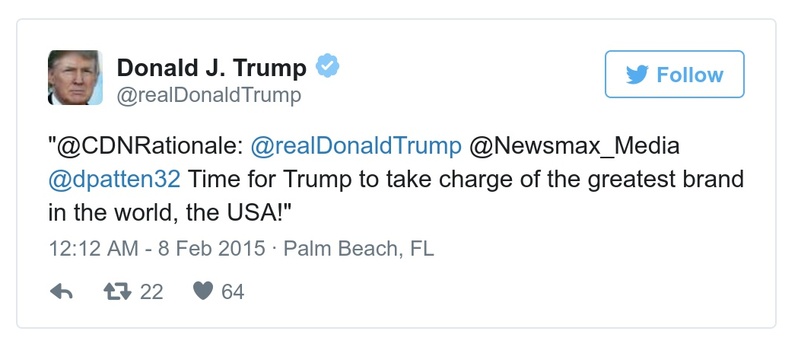 Donald J. Trump
@realDonaldTrump
Follow
"@CDNRationale: @realDonaldTrump @Newsmax_Media
@dpatten32 Time for Trump to take charge of the greatest brand
in the world, the USA!"
12:12 AM - 8 Feb 2015 · Palm Beach, FL
22 64